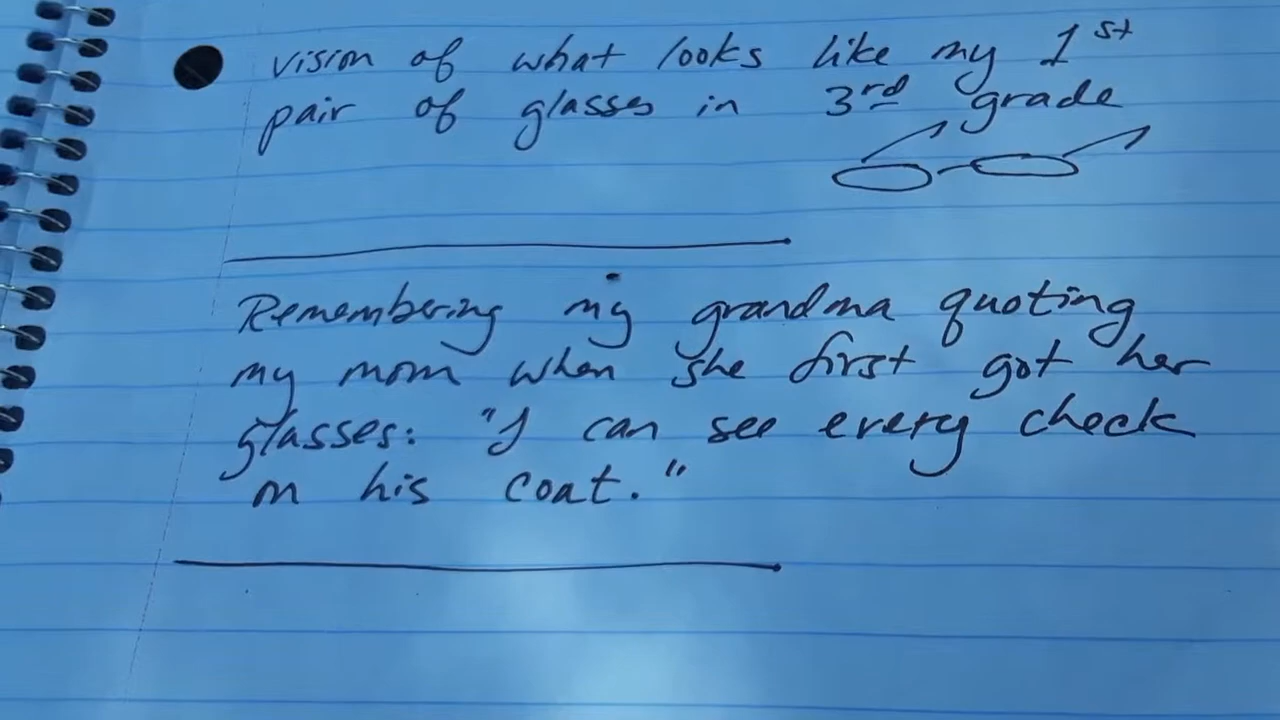 vision of what looks like my 1st
pair of glasses in 3rd grade
Remembering my grandma quoting
my mom when she first got her
glasses: "I can see every check
on his coat."